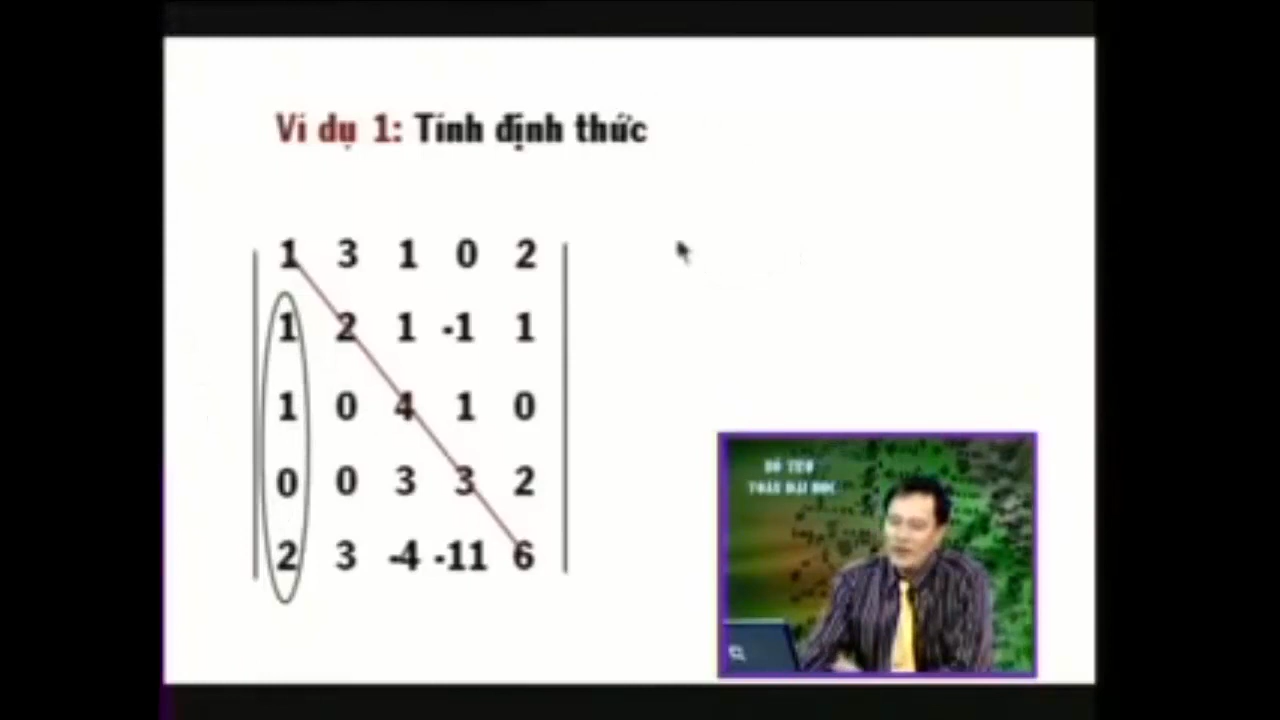 Ví dụ 1: Tính định thức
1 3 1 0 2
1 2 1 -1 1
1 0 4 1 0
0 0 3 3 2
2 3 -4 -11 6